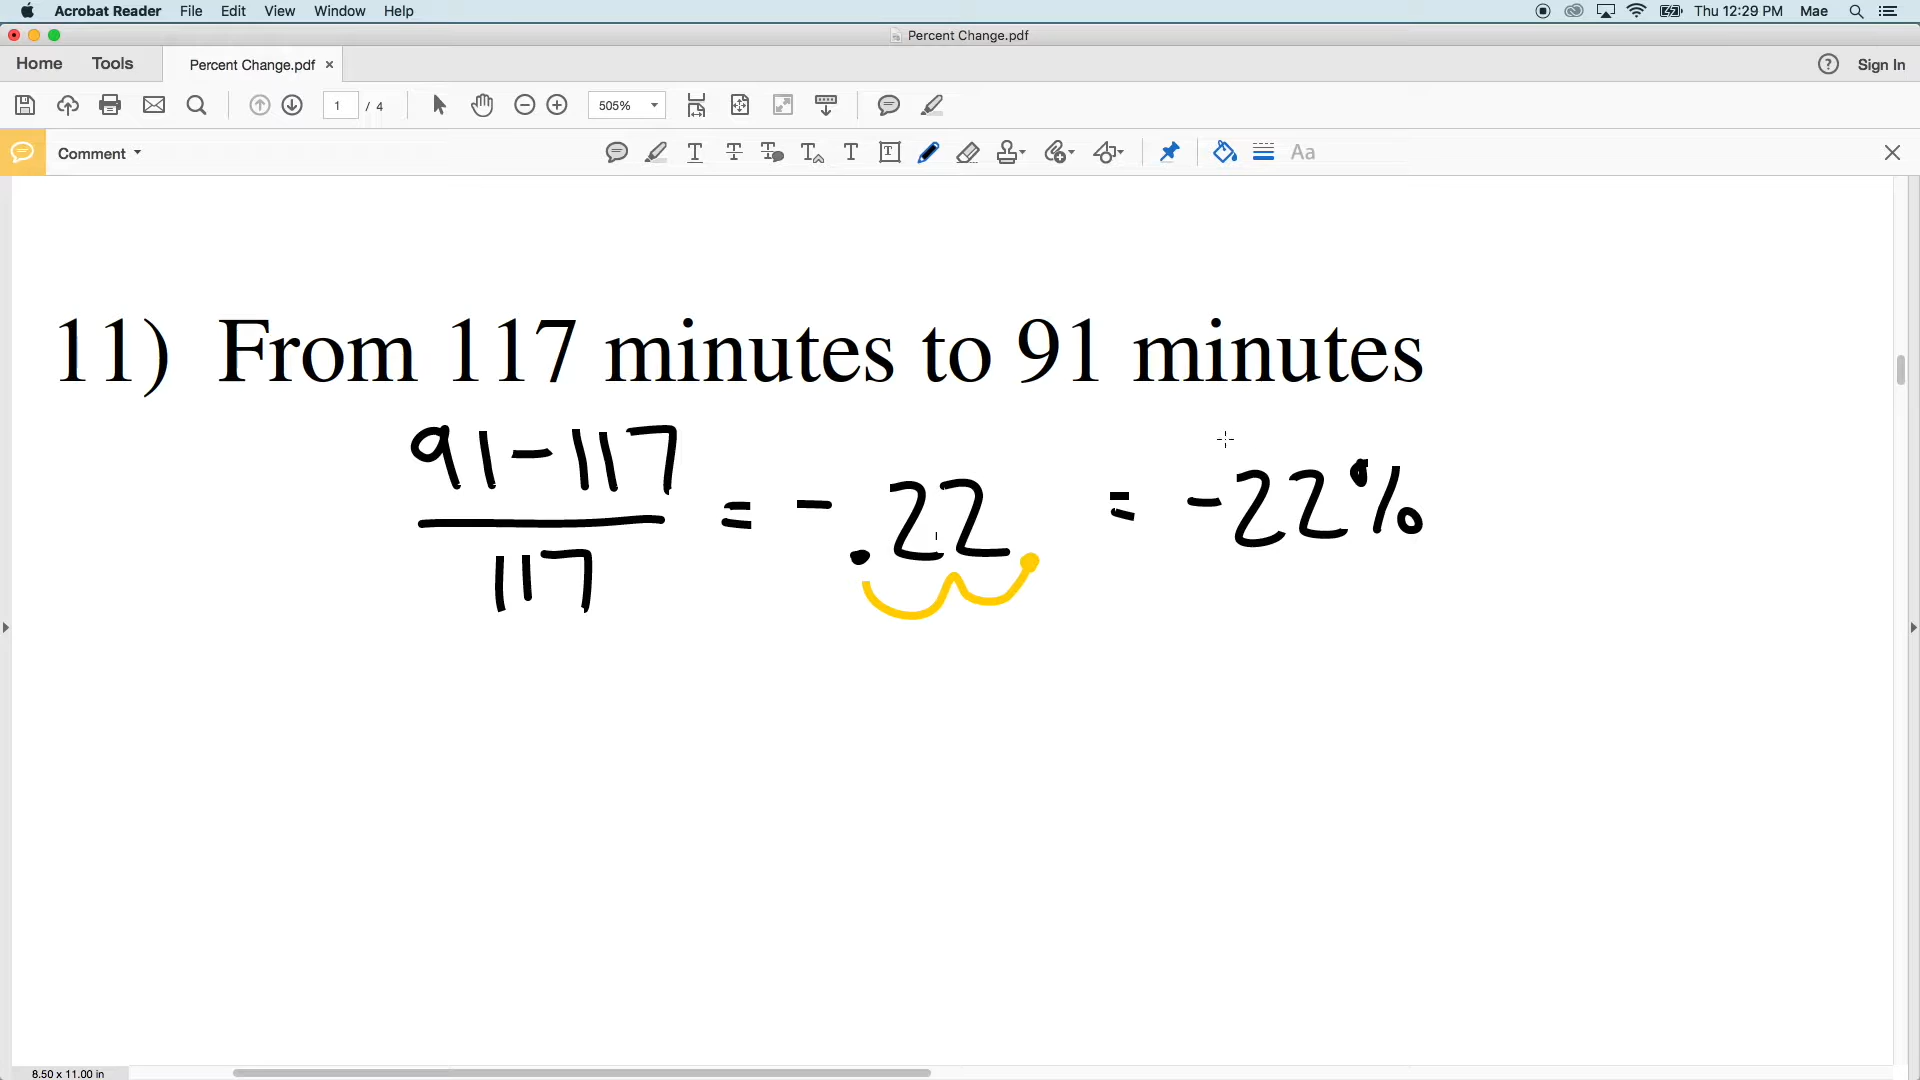 Acrobat Reader File Edit View Window Help Thu 12:29 PM Mae
Percent Change.pdf
Home Tools Percent Change.pdf × ? Sign In
1 / 4 505%
Comment T T T T T T Aa
11) From 117 minutes to 91 minutes
91-117
117
= -.22. = -22%
8.50 x 11.00 in